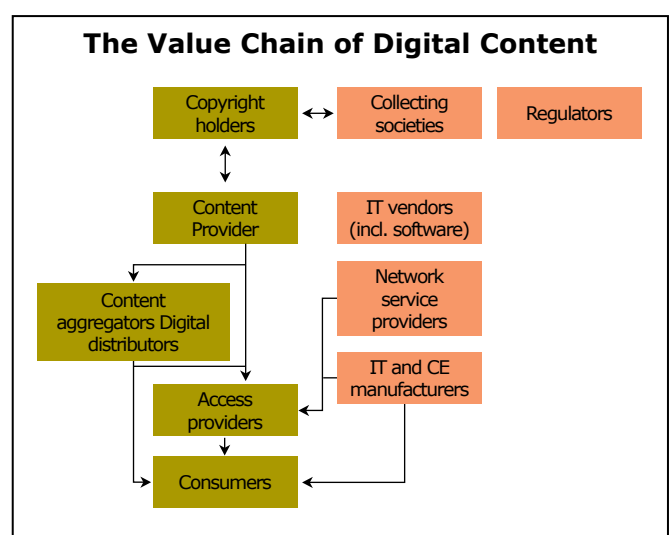 The Value Chain of Digital Content
Copyright
holders
Collecting
societies
Regulators
Content
Provider
IT vendors
(incl. software)
Network
service
providers
Content
aggregators Digital
distributors
IT and CE
manufacturers
Access
providers
Consumers